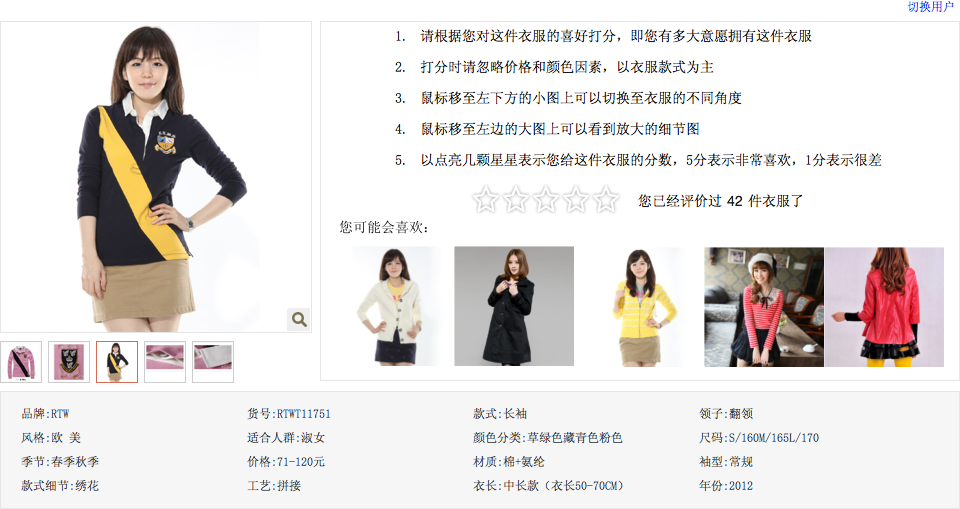 切换用户
1. 请根据您对这件衣服的喜好打分，即您有多大意愿拥有这件衣服
2. 打分时请忽略价格和颜色因素，以衣服款式为主
3. 鼠标移至左下方的小图上可以切换至衣服的不同角度
4. 鼠标移至左边的大图上可以看到放大的细节图
5. 以点亮几颗星星表示您给这件衣服的分数，5分表示非常喜欢，1分表示很差
您已经评价过 42 件衣服了
您可能会喜欢：
品牌:RTW 货号:RTWT11751 款式:长袖 领子:翻领
风格:欧 美 适合人群:淑女 颜色分类:草绿色藏青色粉色 尺码:S/160M/165L/170
季节:春季秋季 价格:71-120元 材质:棉+氨纶 袖型:常规
款式细节:绣花 工艺:拼接 衣长:中长款（衣长50-70CM） 年份:2012